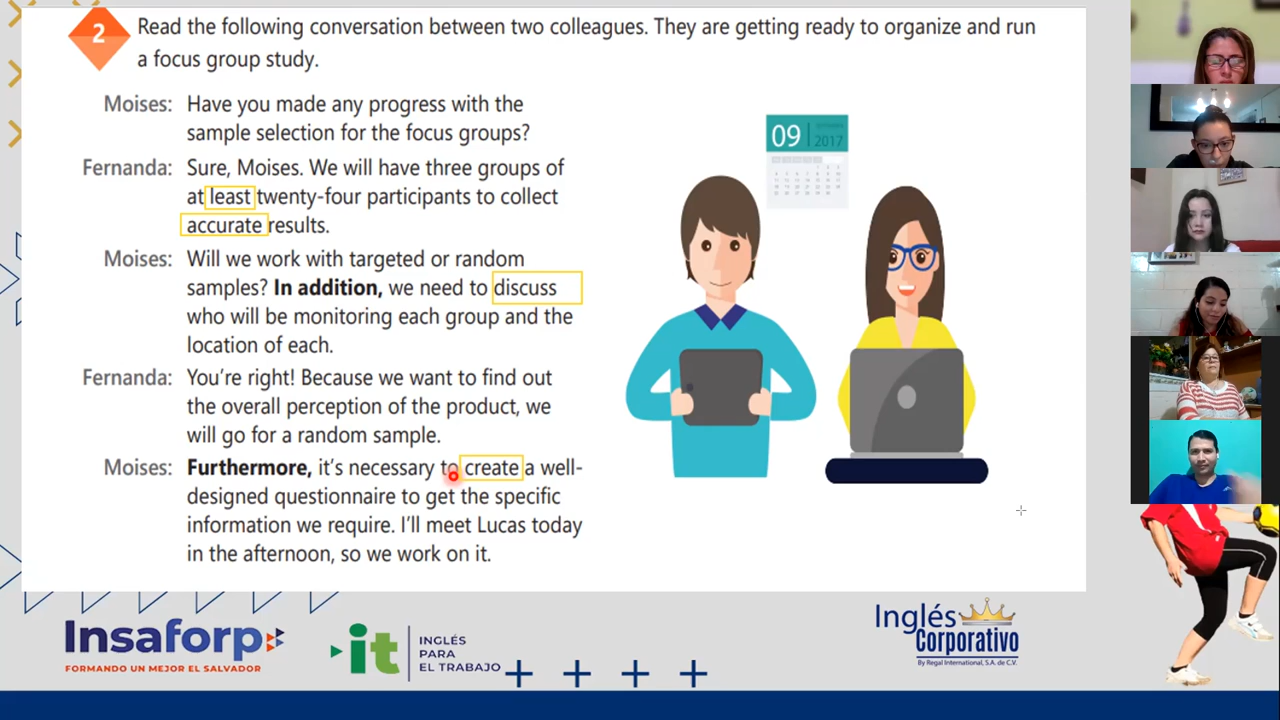 2
Read the following conversation between two colleagues. They are getting ready to organize and run
a focus group study.
Moises: Have you made any progress with the
sample selection for the focus groups?
Fernanda: Sure, Moises. We will have three groups of
at least twenty-four participants to collect
accurate results.
Moises: Will we work with targeted or random
samples? In addition, we need to discuss
who will be monitoring each group and the
location of each.
Fernanda: You're right! Because we want to find out
the overall perception of the product, we
will go for a random sample.
Moises: Furthermore, it's necessary to create a well-
designed questionnaire to get the specific
information we require. I'll meet Lucas today
in the afternoon, so we work on it.
09
2017
Insaforp
FORMANDO UN MEJOR EL SALVADOR
it
INGLÉS
PARA
EL TRABAJO
Inglés
Corporativo
By Regal International, S.A. de C.V.